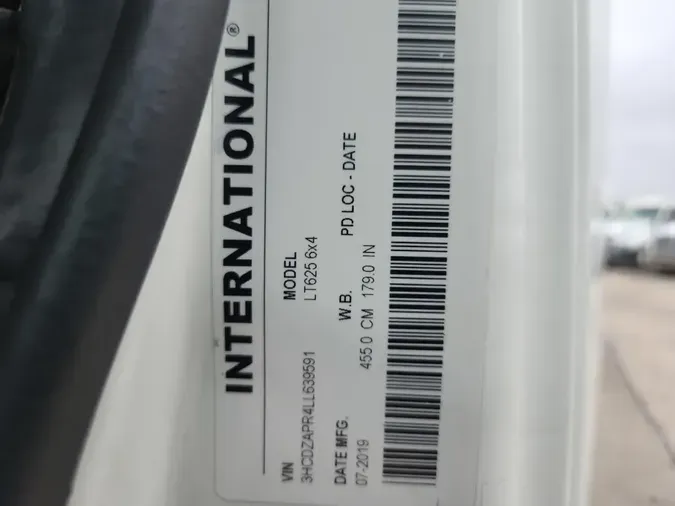 INTERNATIONAL®
VIN MODEL
3HCDZAPR4LL639591 LT625 6x4
DATE MFG. W.B. PD LOC - DATE
07-2019 455.0 CM 179.0 IN